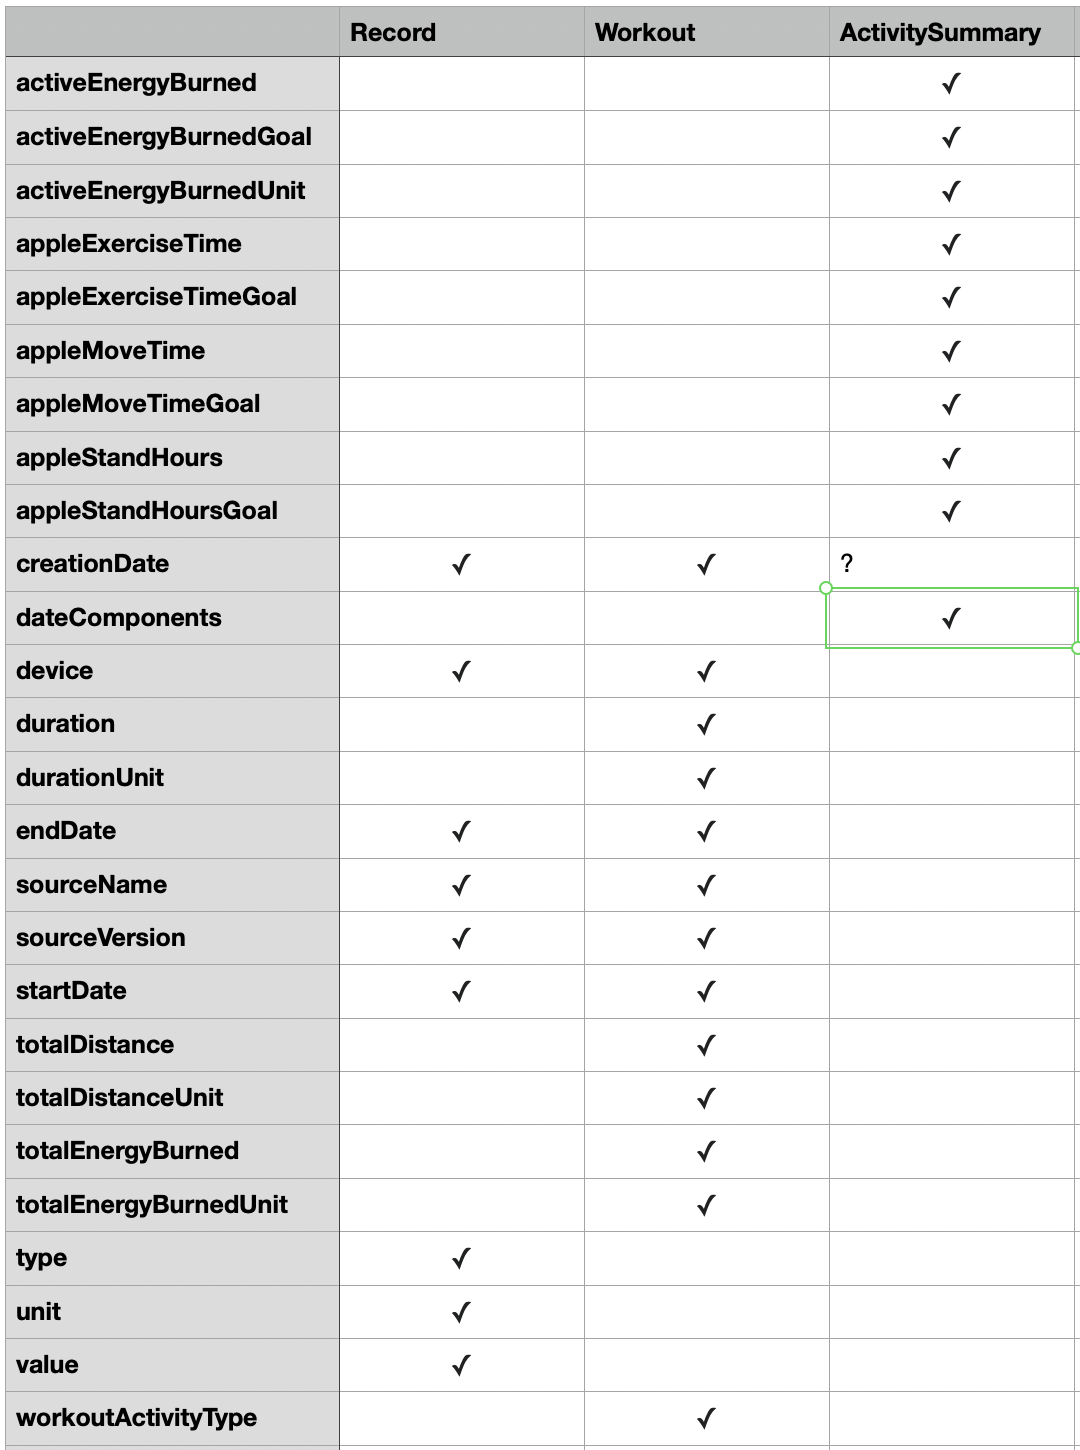 Record Workout ActivitySummary
activeEnergyBurned ✓
activeEnergyBurnedGoal ✓
activeEnergyBurnedUnit ✓
appleExerciseTime ✓
appleExerciseTimeGoal ✓
appleMoveTime ✓
appleMoveTimeGoal ✓
appleStandHours ✓
appleStandHoursGoal ✓
creationDate ✓ ✓ ?
dateComponents ✓
device ✓ ✓
duration ✓
durationUnit ✓
endDate ✓ ✓
sourceName ✓ ✓
sourceVersion ✓ ✓
startDate ✓ ✓
totalDistance ✓
totalDistanceUnit ✓
totalEnergyBurned ✓
totalEnergyBurnedUnit ✓
type ✓
unit ✓
value ✓
workoutActivityType ✓